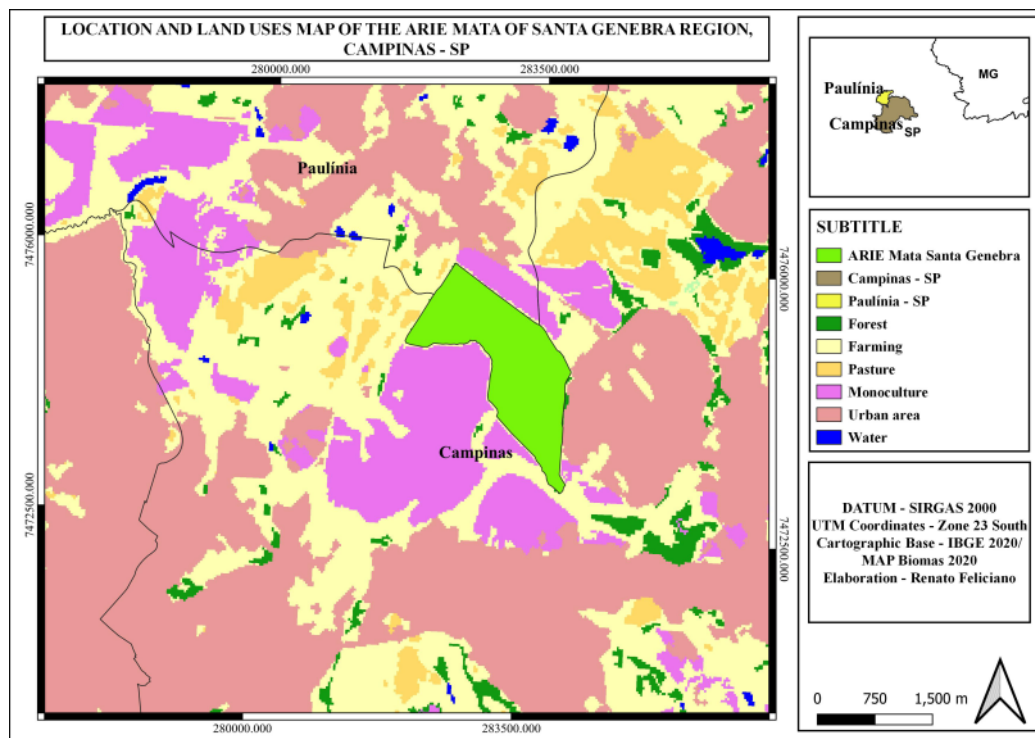 LOCATION AND LAND USES MAP OF THE ARIE MATA OF SANTA GENEBRA REGION,
CAMPINAS - SP
280000.000
283500.000
7476000.000
7472500.000
Paulínia
Campinas
7476000.000
7472500.000
280000.000
283500.000
MG
Paulínia
Campinas
SP
SUBTITLE
ARIE Mata Santa Genebra
Campinas - SP
Paulínia - SP
Forest
Farming
Pasture
Monoculture
Urban area
Water
DATUM - SIRGAS 2000
UTM Coordinates - Zone 23 South
Cartographic Base - IBGE 2020/
MAP Biomas 2020
Elaboration - Renato Feliciano
0 750 1,500 m